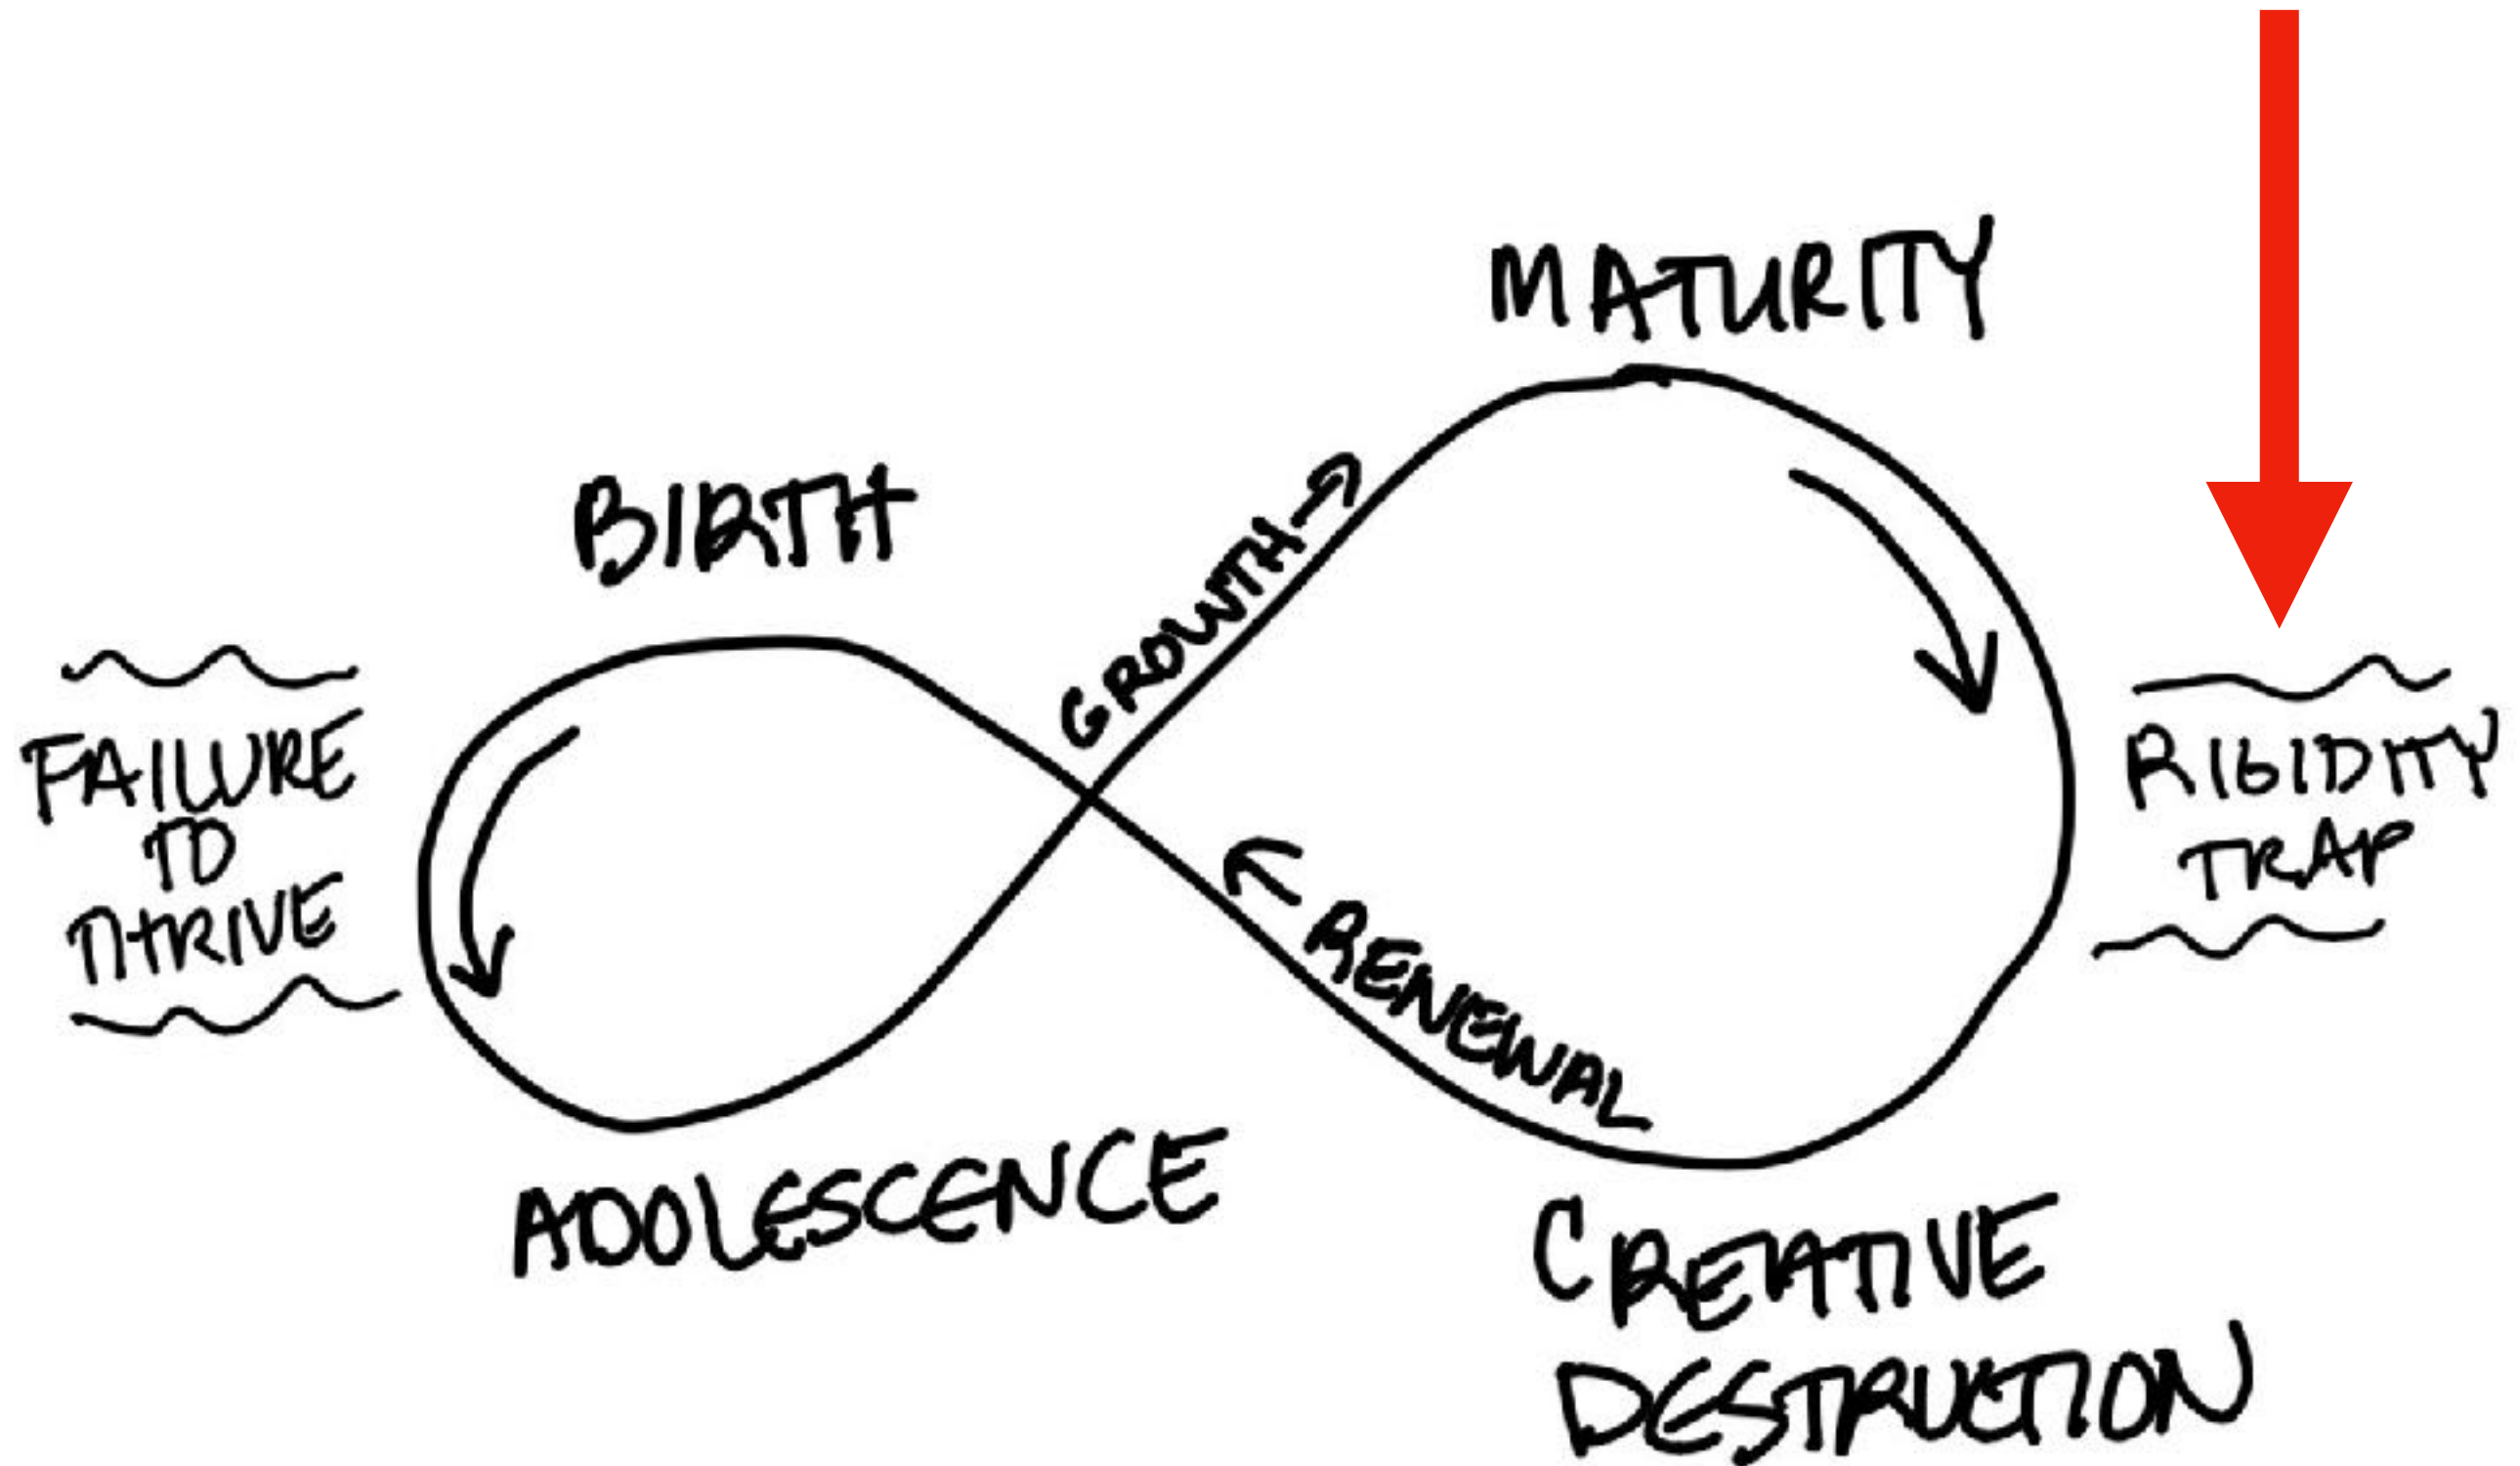 MATURITY
BIRTH
GROWTH
FAILURE
TO
THRIVE
RIGIDITY
TRAP
RENEWAL
ADOLESCENCE
CREATIVE
DESTRUCTION